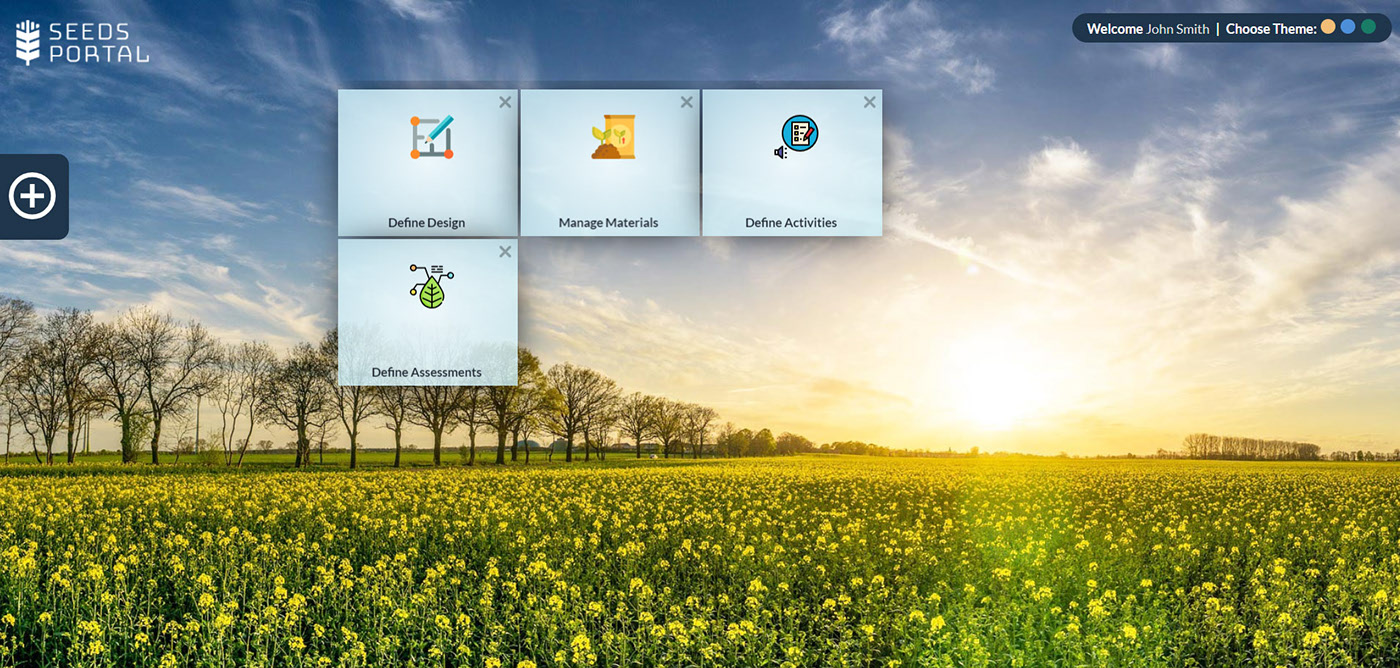 SEEDS
PORTAL
Welcome John Smith | Choose Theme:
Define Design
Manage Materials
Define Activities
Define Assessments